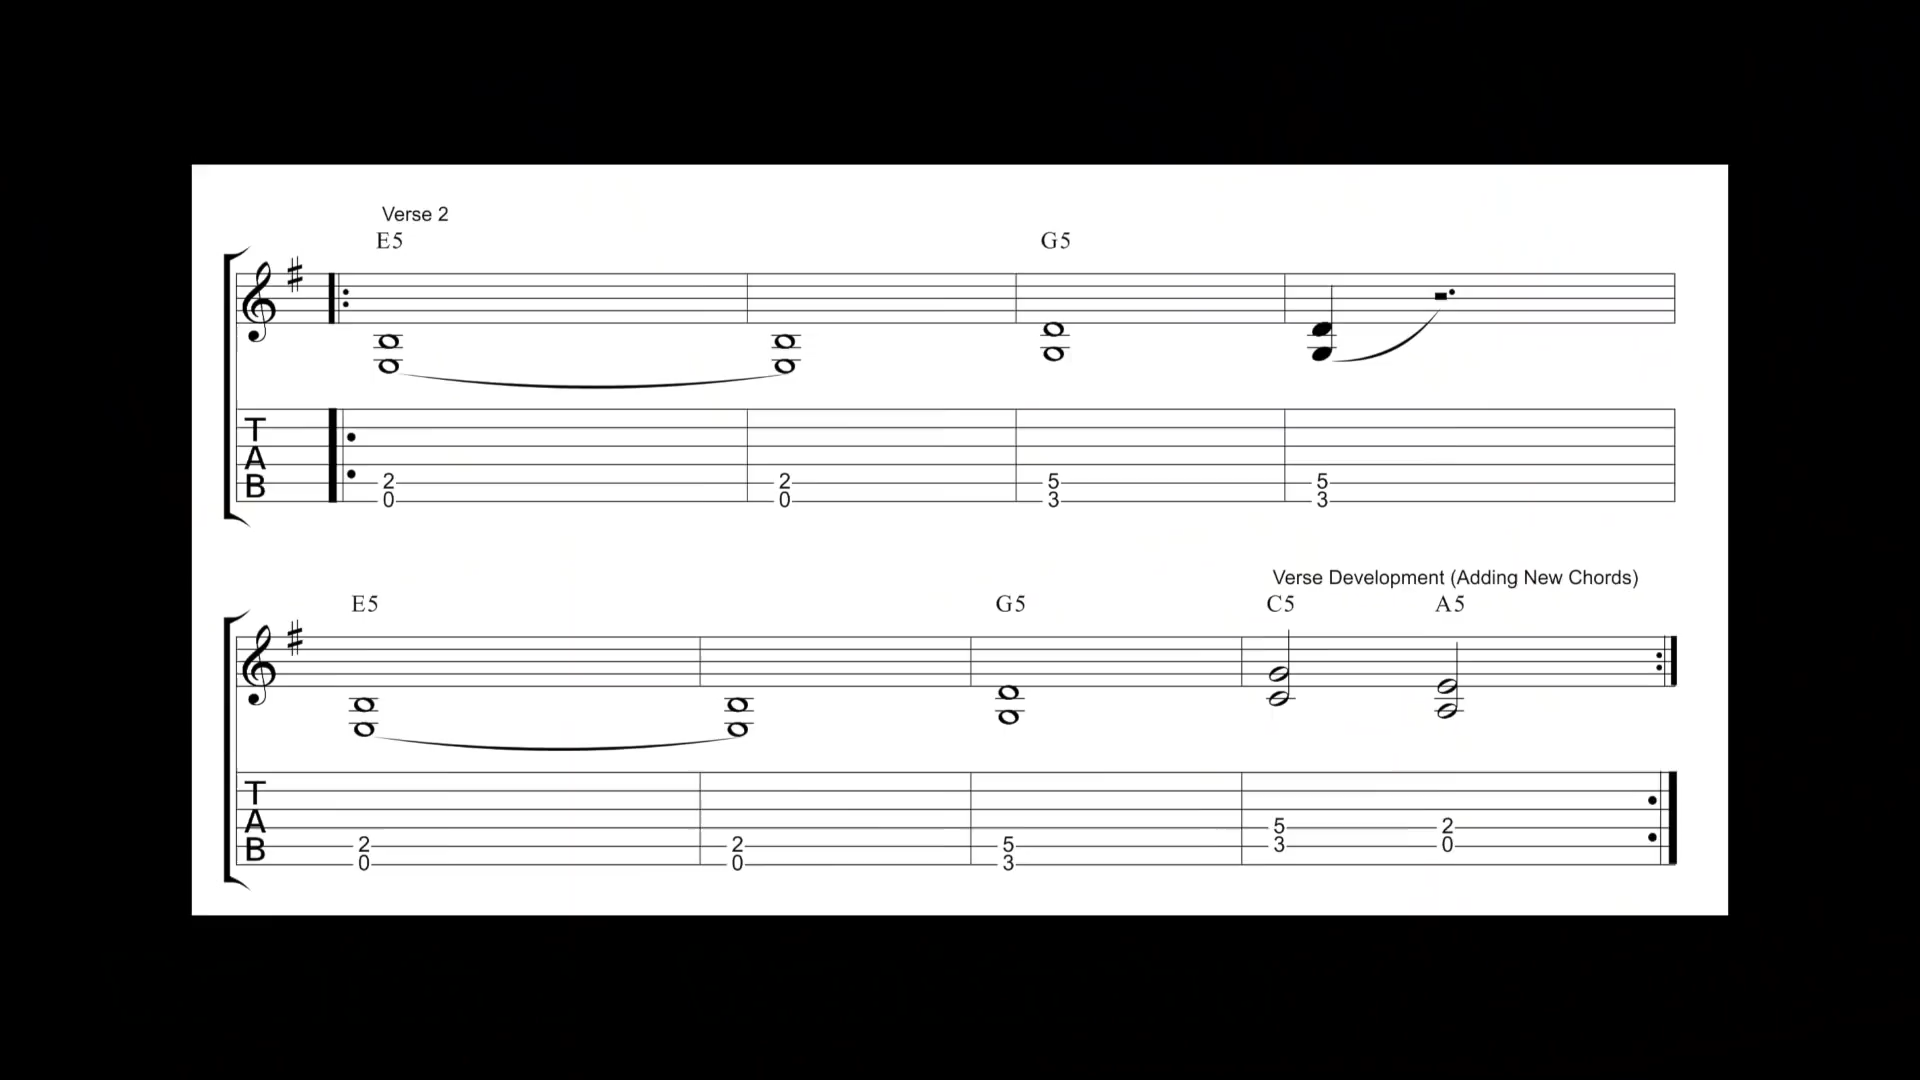 Verse 2
E5 G5
T
A
B
2 2 5 5
0 0 3 3
Verse Development (Adding New Chords)
E5 G5 C5 A5
T
A
B
5 2
2 2 5 3 0
0 0 3